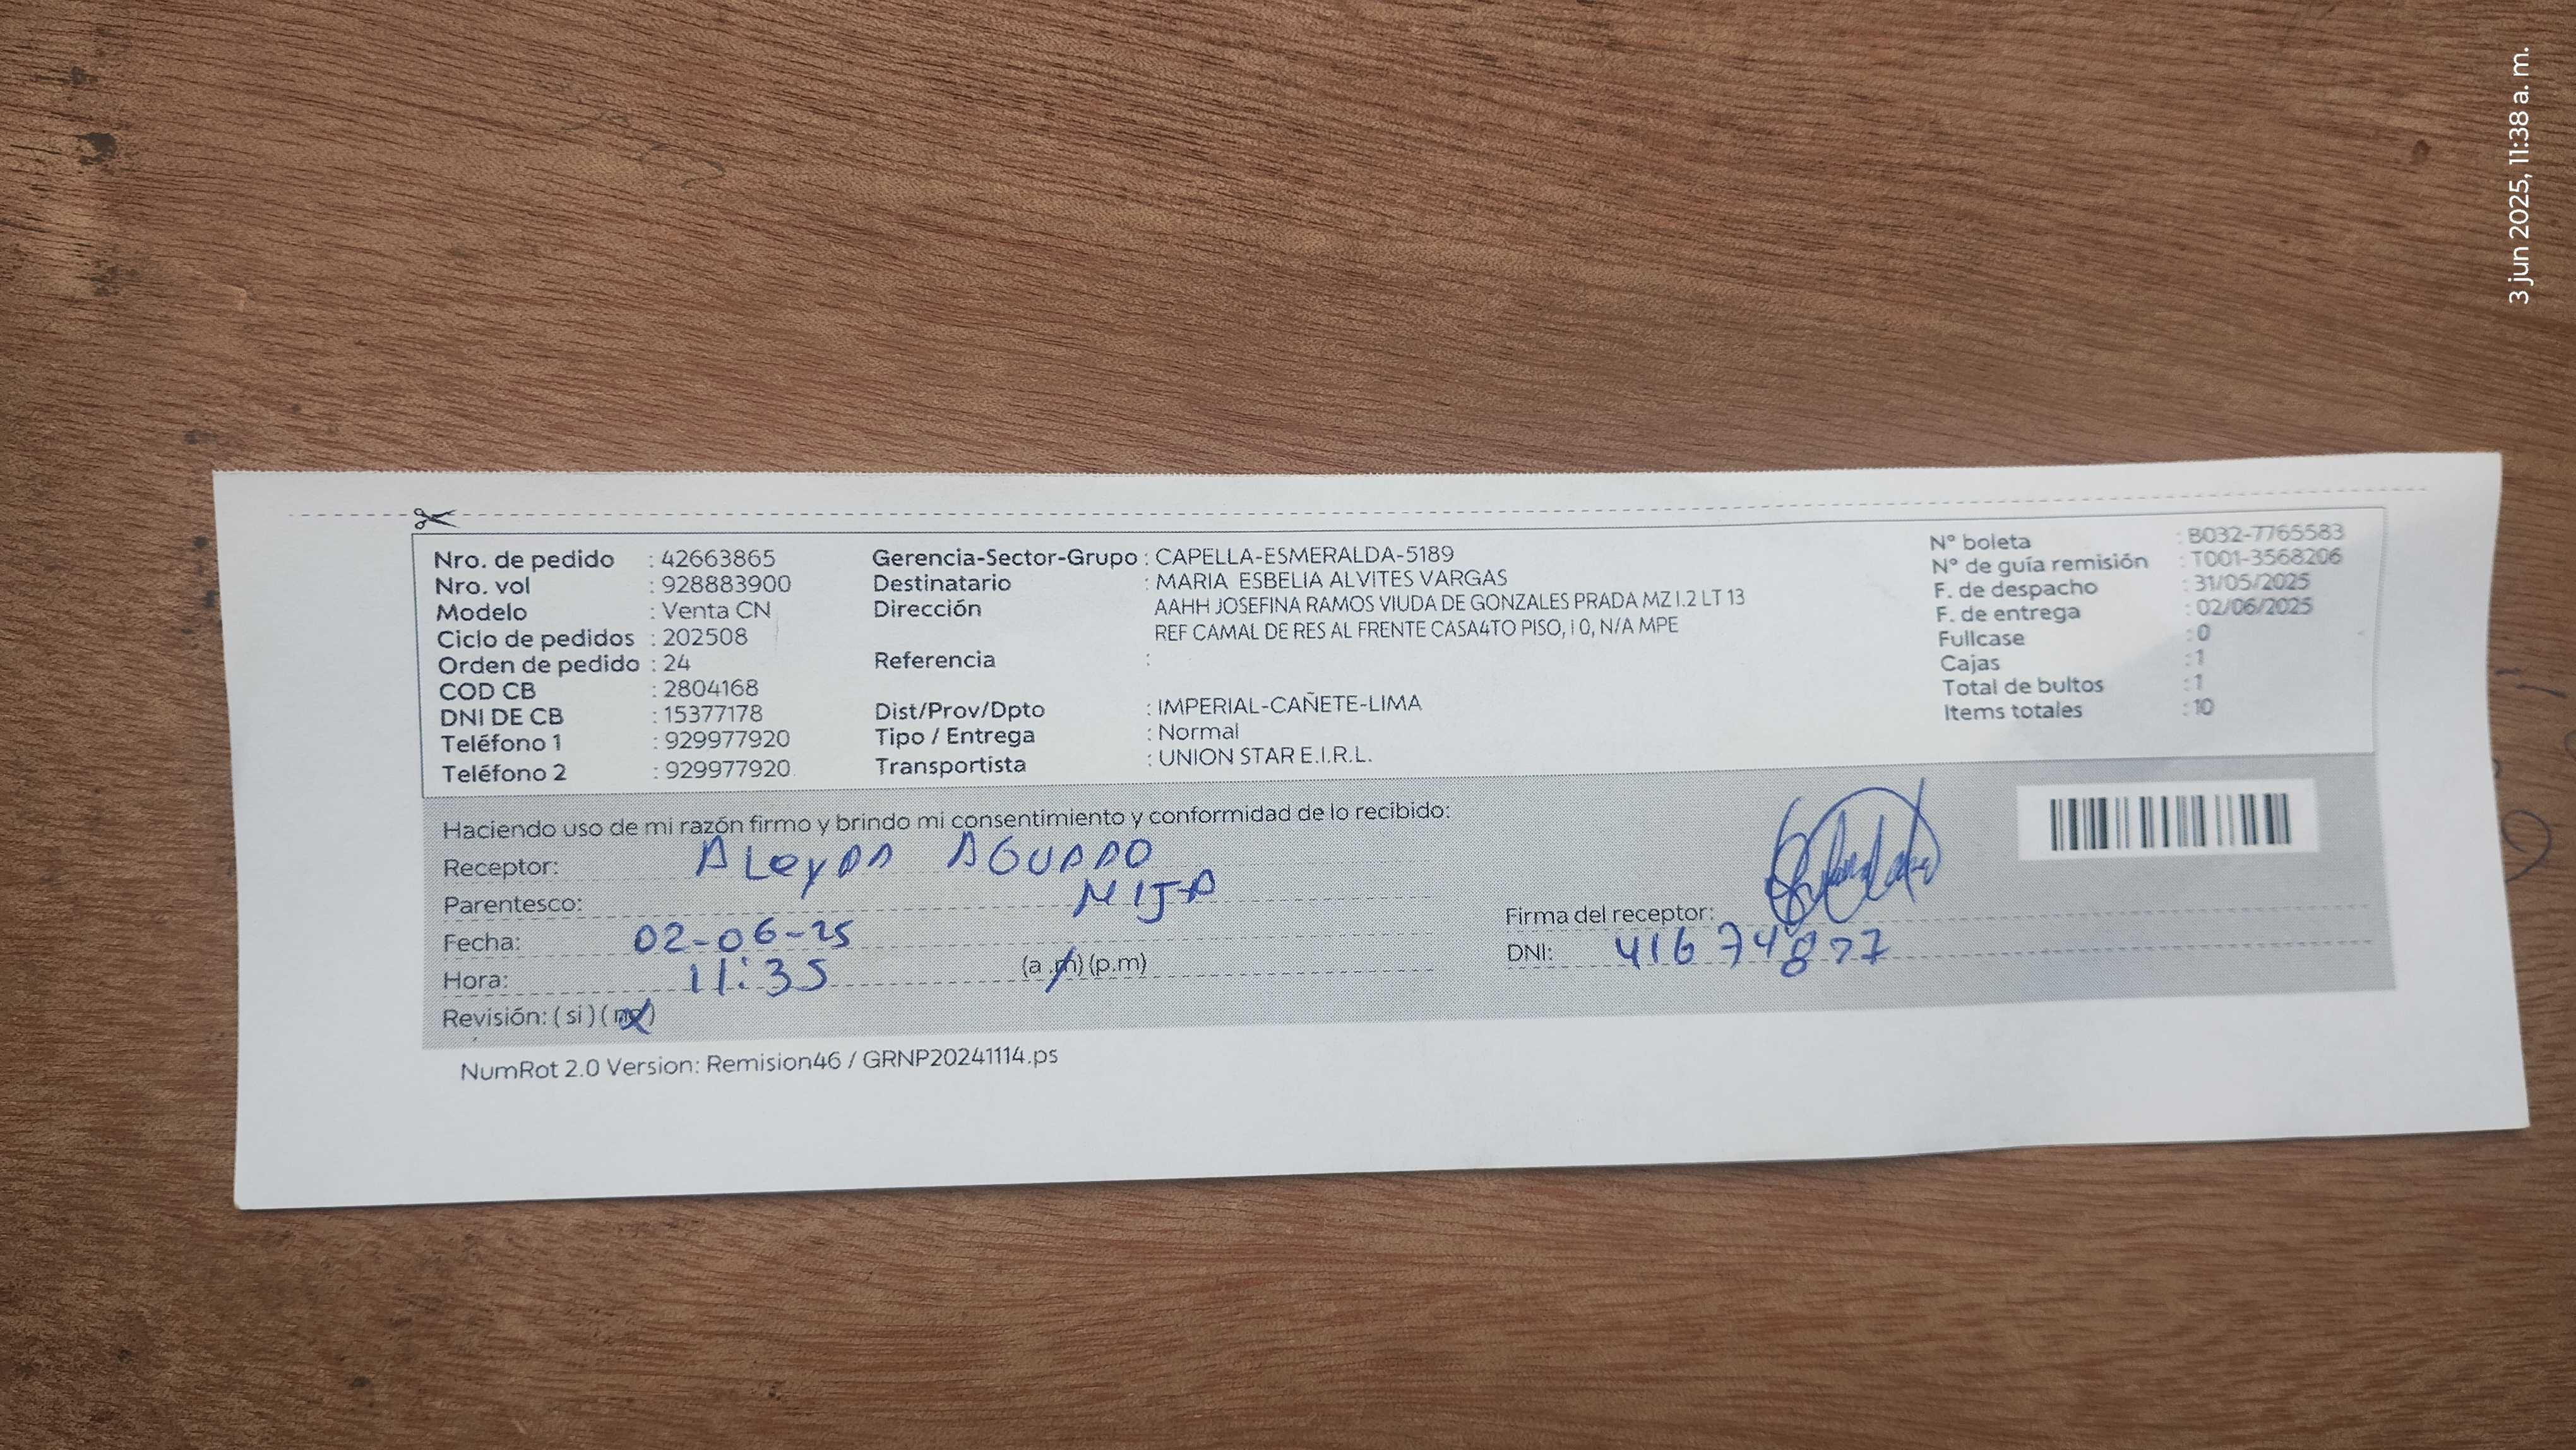 3 jun 2025, 11:38 a. m.
Nro. de pedido : 42663865
Nro. vol : 928883900
Modelo : Venta CN
Ciclo de pedidos : 202508
Orden de pedido : 24
COD CB : 2804168
DNI DE CB : 15377178
Teléfono 1 : 929977920
Teléfono 2 : 929977920
Gerencia-Sector-Grupo : CAPELLA-ESMERALDA-5189
Destinatario : MARIA ESBELIA ALVITES VARGAS
Dirección AAHH JOSEFINA RAMOS VIUDA DE GONZALES PRADA MZ I.2 LT 13
REF CAMAL DE RES AL FRENTE CASA4TO PISO, I 0, N/A MPE
Referencia :
Dist/Prov/Dpto : IMPERIAL-CAÑETE-LIMA
Tipo / Entrega : Normal
Transportista : UNION STAR E.I.R.L.
N° boleta : B032-7765583
N° de guía remisión : T001-3568206
F. de despacho : 31/05/2025
F. de entrega : 02/06/2025
Fullcase : 0
Cajas : 1
Total de bultos : 1
Items totales : 10
Haciendo uso de mi razón firmo y brindo mi consentimiento y conformidad de lo recibido:
Receptor: ALeyDA AGUADO
Parentesco: HIJA
Fecha: 02-06-25
Hora: 11:35 (a .m) (p.m)
Revisión: ( si ) ( no )
Firma del receptor:
DNI: 41674877
NumRot 2.0 Version: Remision46 / GRNP20241114.ps